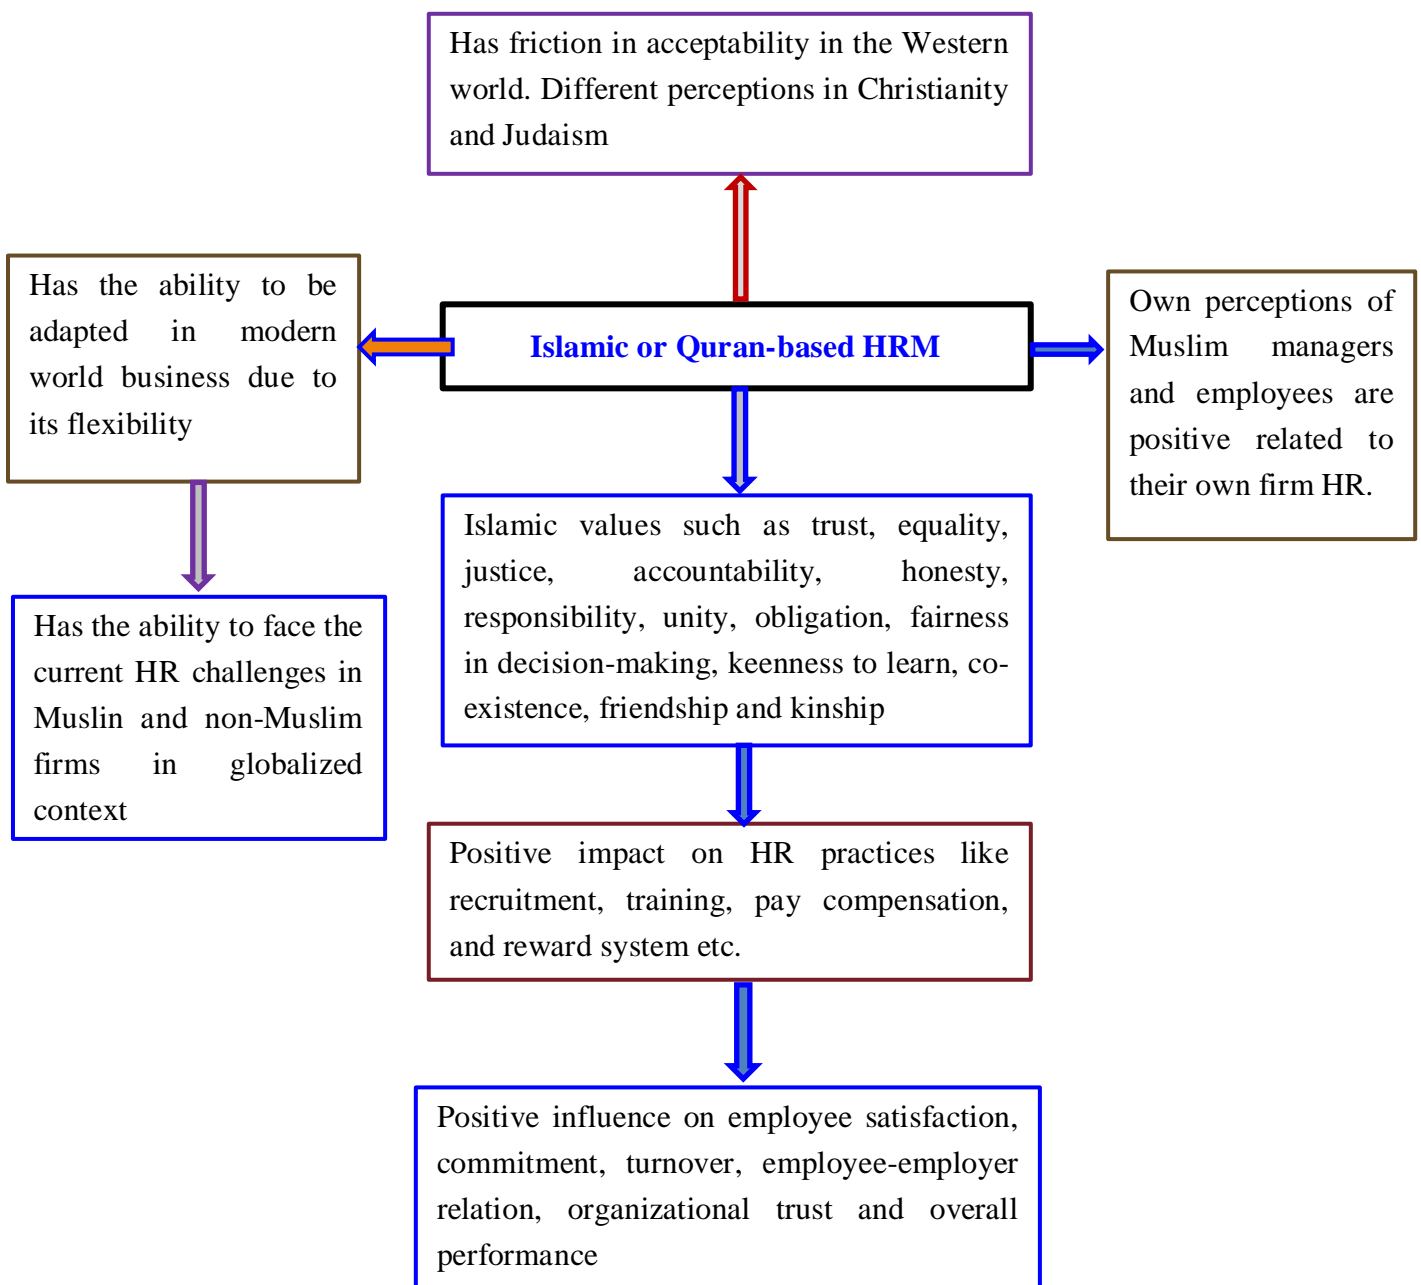 Has friction in acceptability in the Western
world. Different perceptions in Christianity
and Judaism
Has the ability to be
adapted in modern
world business due to
its flexibility
Islamic or Quran-based HRM
Own perceptions of
Muslim managers
and employees are
positive related to
their own firm HR.
Islamic values such as trust, equality,
justice, accountability, honesty,
responsibility, unity, obligation, fairness
in decision-making, keenness to learn, co-
existence, friendship and kinship
Has the ability to face the
current HR challenges in
Muslin and non-Muslim
firms in globalized
context
Positive impact on HR practices like
recruitment, training, pay compensation,
and reward system etc.
Positive influence on employee satisfaction,
commitment, turnover, employee-employer
relation, organizational trust and overall
performance